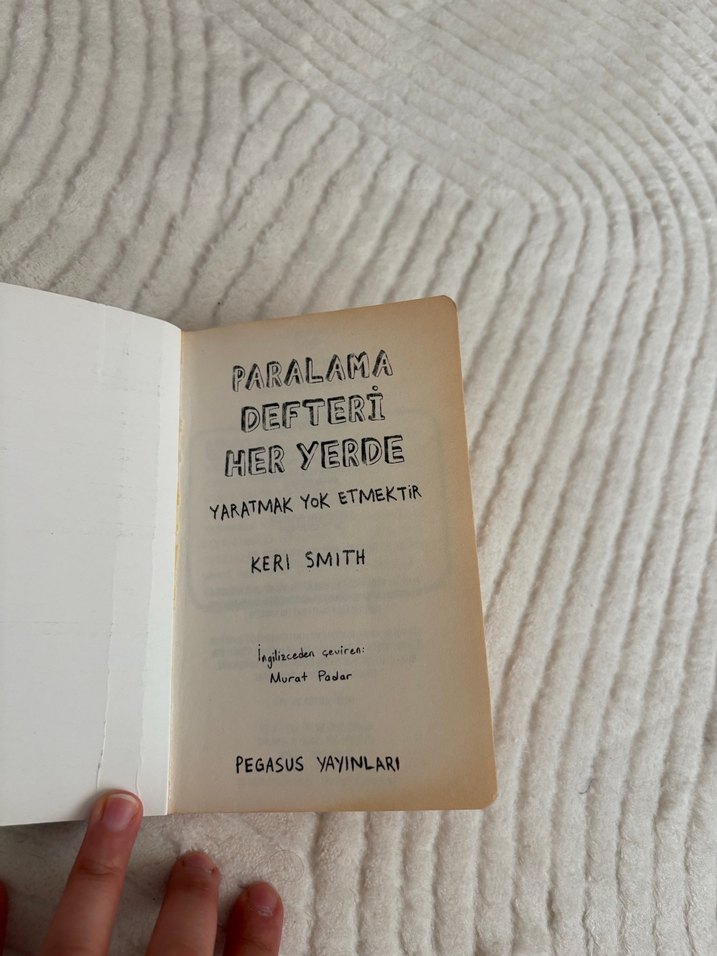 PARALAMA
DEFTERİ
HER YERDE
YARATMAK YOK ETMEKTİR
KERI SMITH
İngilizceden çeviren:
Murat Padar
PEGASUS YAYINLARI